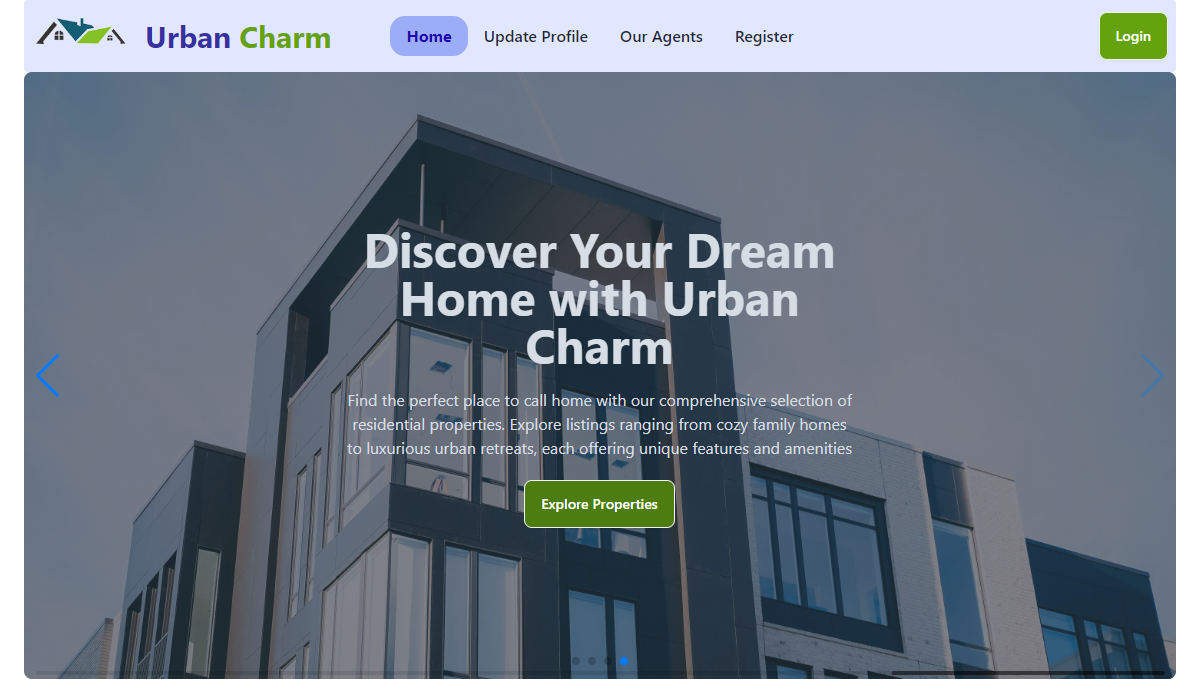 Urban Charm
Home
Update Profile
Our Agents
Register
Login
Discover Your Dream
Home with Urban
Charm
Find the perfect place to call home with our comprehensive selection of
residential properties. Explore listings ranging from cozy family homes
to luxurious urban retreats, each offering unique features and amenities
Explore Properties